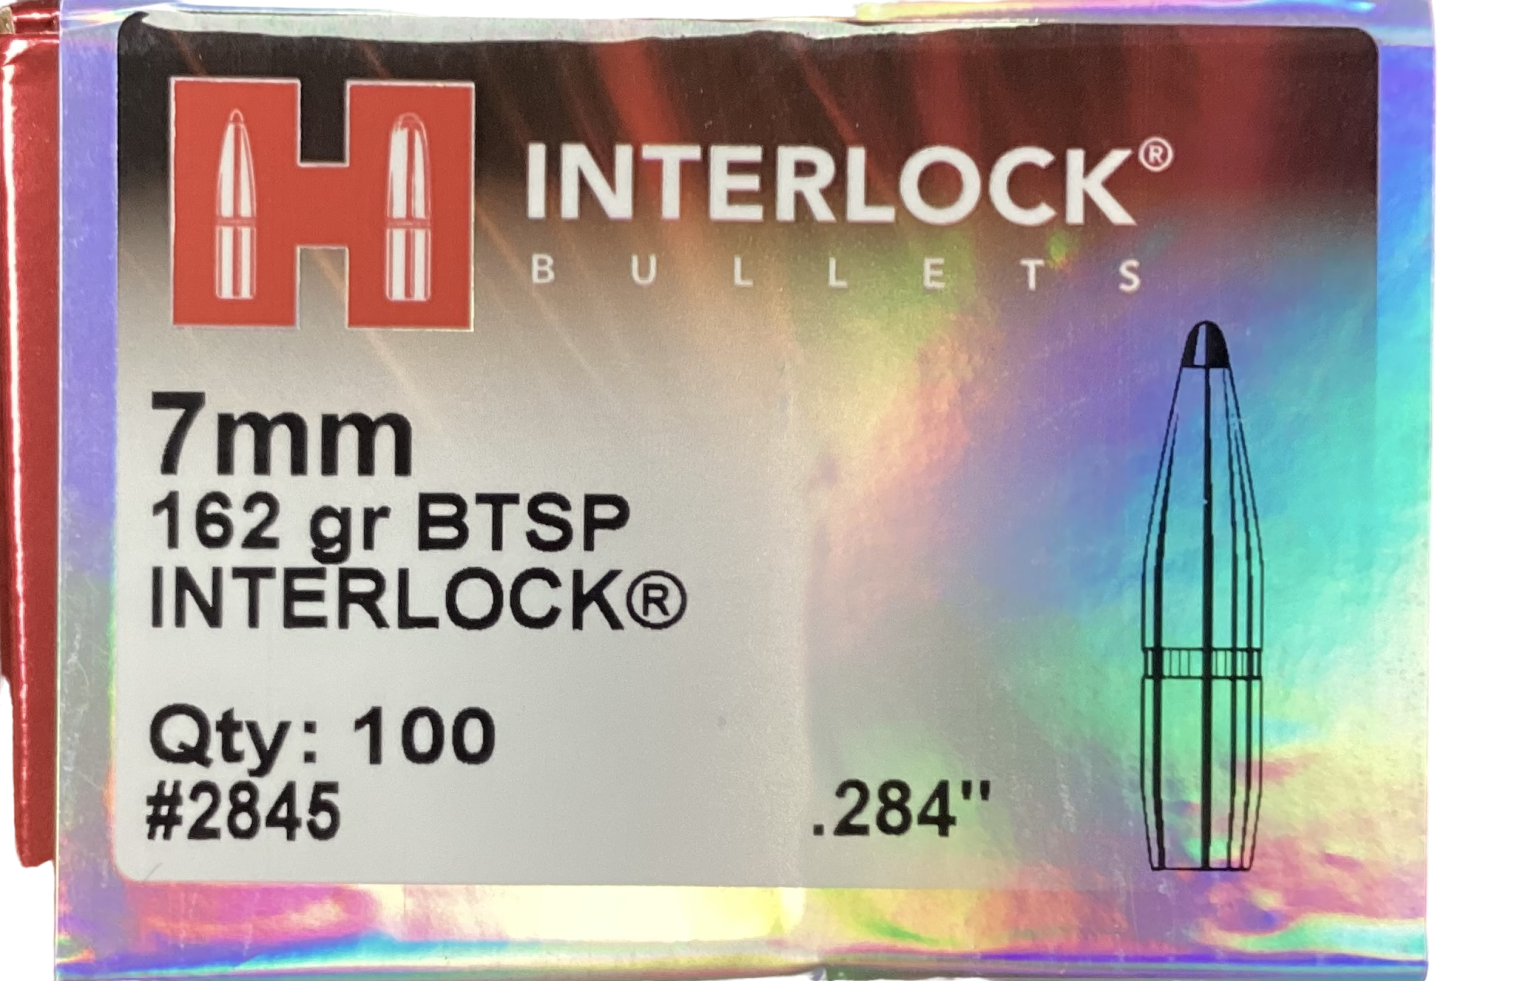 H
INTERLOCK®
BULLETS
7mm
162 gr BTSP
INTERLOCK®
Qty: 100
#2845
.284"